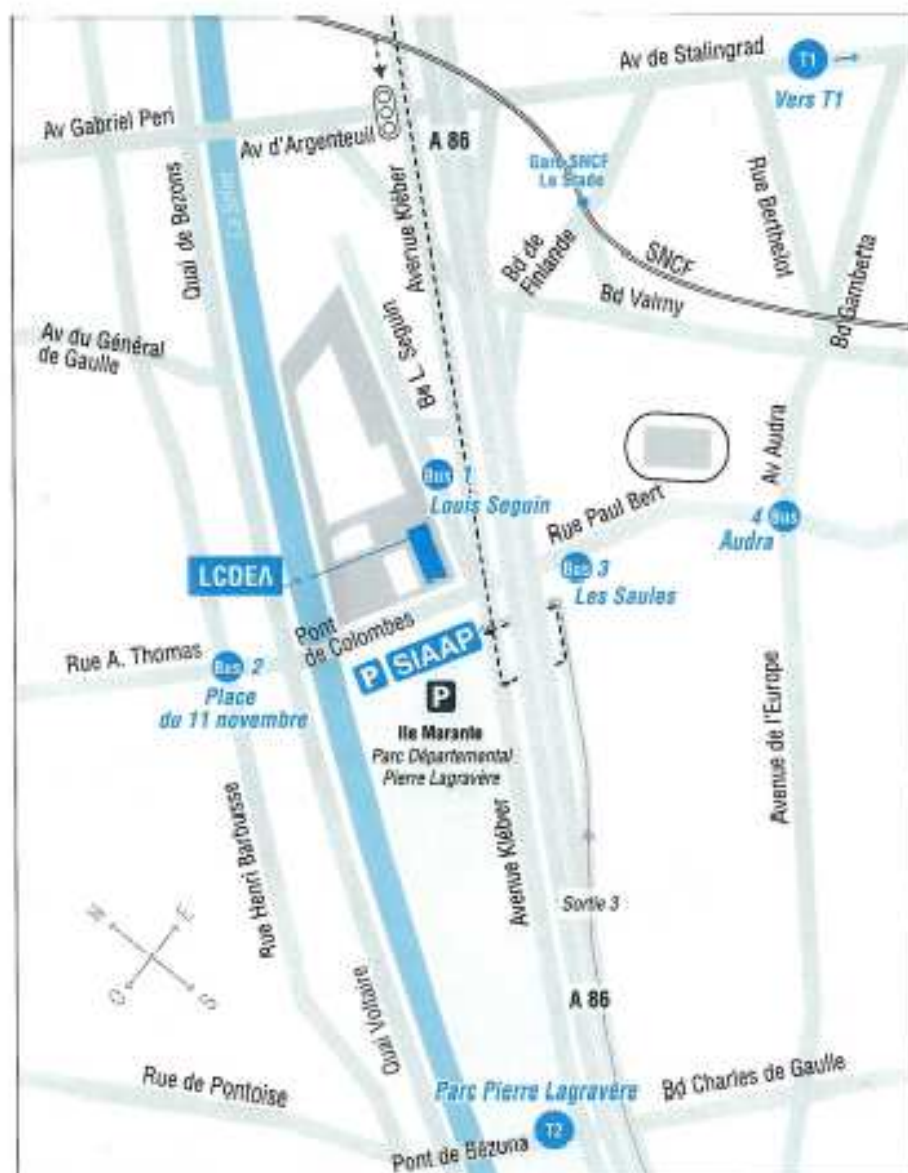 Av de Stalingrad
T1
Vers T1
Av Gabriel Peri
Av d'Argenteuil
A 86
Gare SNCF
Le Stade
Quai de Bezons
La Seine
Avenue Kléber
Bd de
Finlande
SNCF
Rue Berthelot
Bd Valmy
Bd Gambetta
Av du Général
de Gaulle
Bd L. Seguin
Bus 1
Louis Seguin
Av Audra
Rue Paul Bert
4 Bus
Audra
LCDEA
Bus 3
Les Saules
Pont
de Colombes
Rue A. Thomas
Bus 2
Place
du 11 novembre
P SIAAP
P
Ile Marante
Parc Départemental
Pierre Lagravère
Avenue de l'Europe
Rue Henri Barbusse
Avenue Kléber
Sortie 3
N
E
O
S
Quai Voltaire
A 86
Rue de Pontoise
Parc Pierre Lagravère
Bd Charles de Gaulle
T2
Pont de Bezons